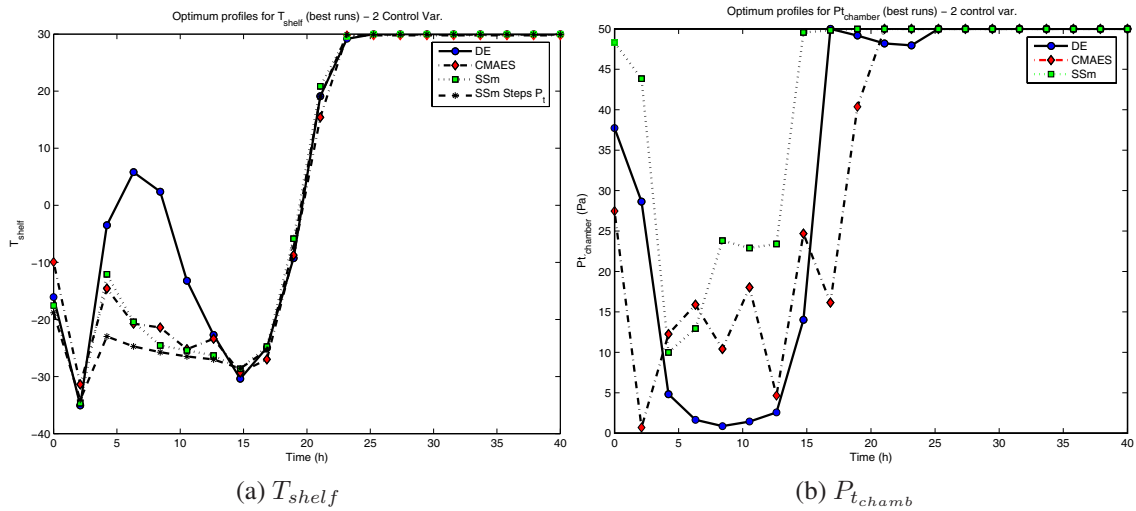 Optimum profiles for T_shelf (best runs) − 2 Control Var.
30
20
10
0
−10
−20
−30
−40
T_shelf
0 5 10 15 20 25 30 35 40
Time (h)
DE
CMAES
SSm
SSm Steps P_t
(a) T_shelf
Optimum profiles for Pt_chamber (best runs) − 2 control var.
50
45
40
35
30
25
20
15
10
5
0
Pt_chamber (Pa)
0 5 10 15 20 25 30 35 40
Time (h)
DE
CMAES
SSm
(b) P_t_chamb